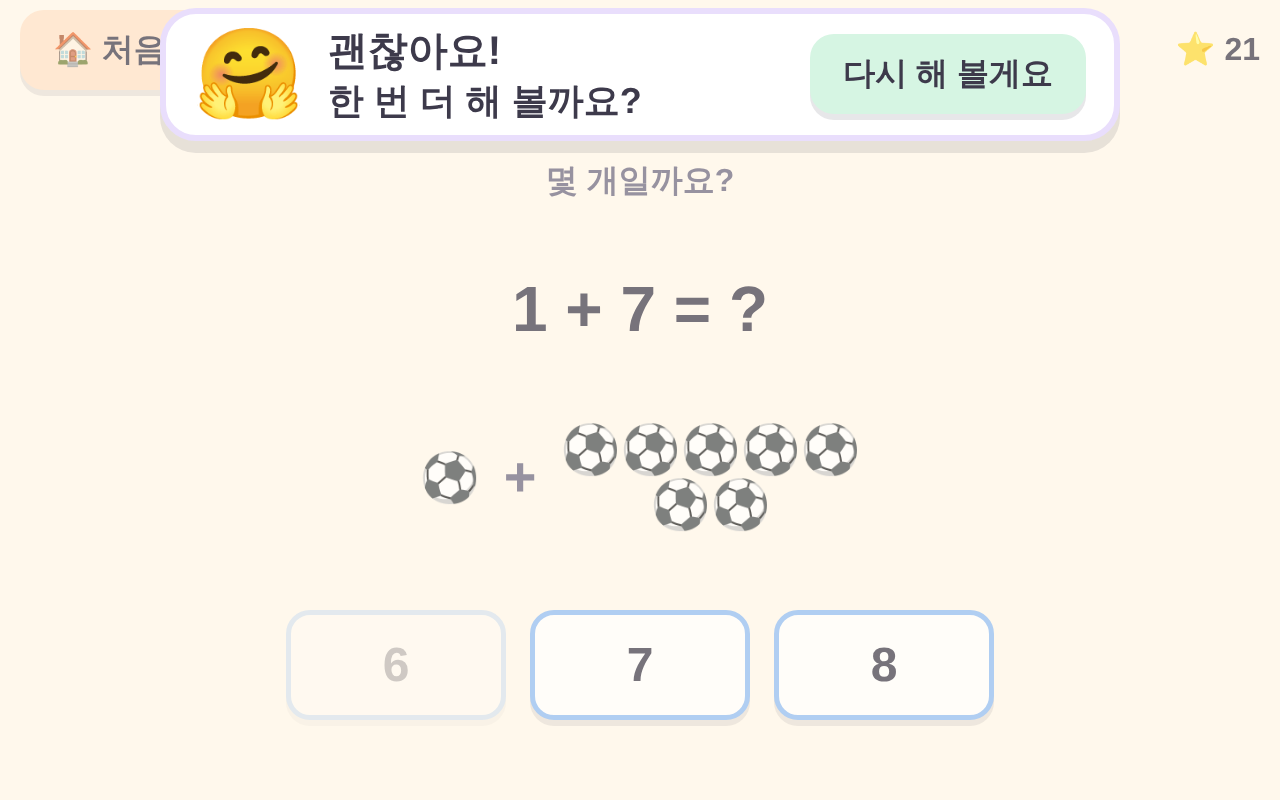 처음
괜찮아요!
한 번 더 해 볼까요?
다시 해 볼게요
21
몇 개일까요?
1 + 7 = ?
+
6
7
8